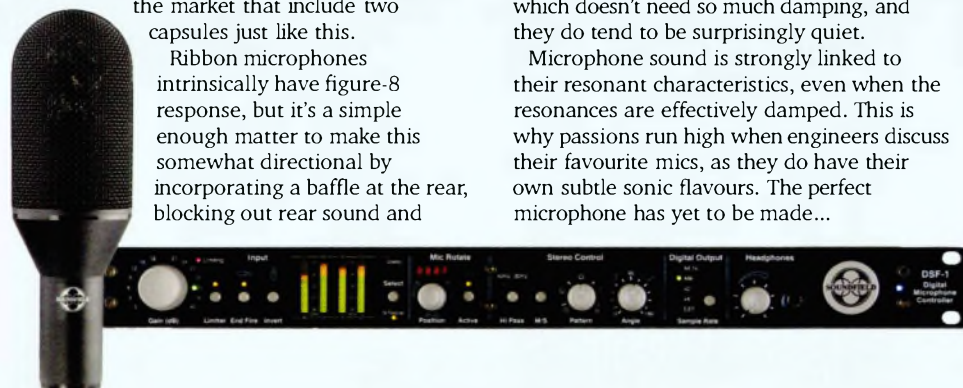 the market that include two
capsules just like this.
Ribbon microphones
intrinsically have figure-8
response, but it's a simple
enough matter to make this
somewhat directional by
incorporating a baffle at the rear,
blocking out rear sound and
which doesn't need so much damping, and
they do tend to be surprisingly quiet.
Microphone sound is strongly linked to
their resonant characteristics, even when the
resonances are effectively damped. This is
why passions run high when engineers discuss
their favourite mics, as they do have their
own subtle sonic flavours. The perfect
microphone has yet to be made...
SOUNDFIELD
Input
Mic Rotate
Stereo Control
Digital Output
Headphones
Select
SOUNDFIELD
DSF-1
Digital
Microphone
Controller
Gain (dB)
Limiter End Fire Invert
Position Active
Hi Pass M/S Pattern Angle
Sample Rate